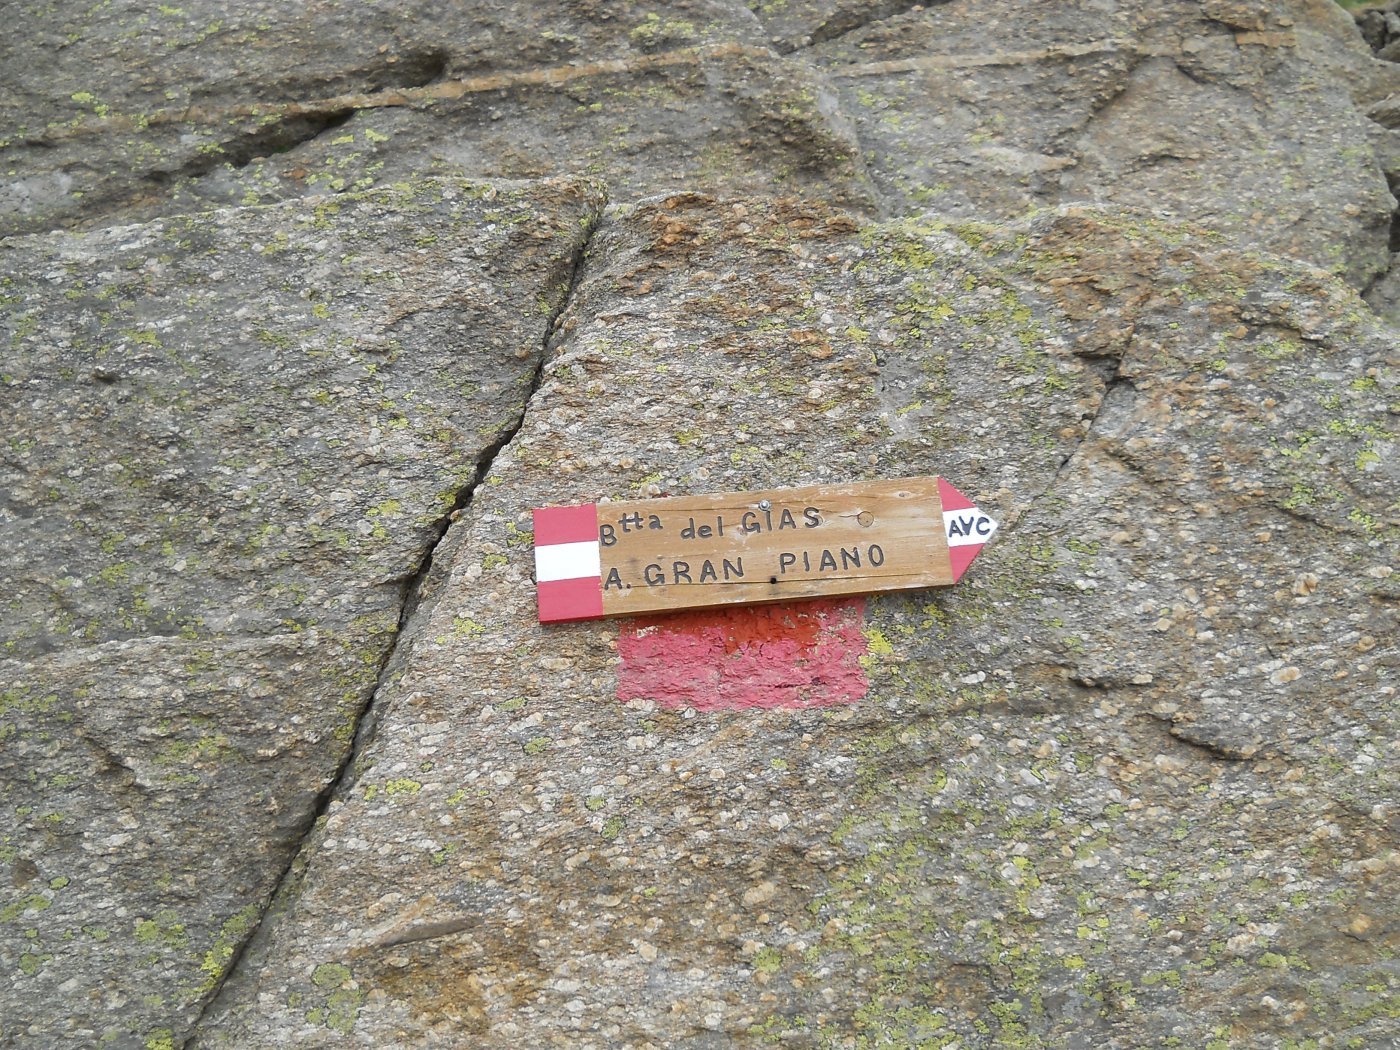 Btta del GIAS
A. GRAN PIANO
AVC